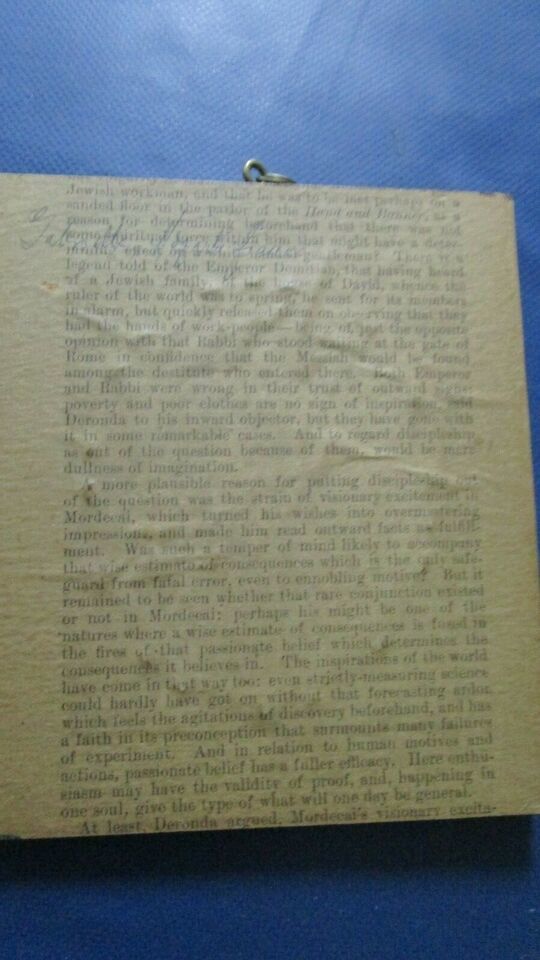 Jewish workman, and that he was to be met perhaps on a
sanded floor in the parlor of the Hand and Banner, as a
reason for determining beforehand that there was not
some spiritual force within him that might have a deter-
mining effect on a gentleman? There is a
legend told of the Emperor Domitian, that having heard
of a Jewish family, of the house of David, whence the
ruler of the world was to spring, he sent for its members
in alarm, but quickly released them on observing that they
had the hands of work-people—being of just the opposite
opinion with that Rabbi who stood waiting at the gate of
Rome in confidence that the Messiah would be found
among the destitute who entered there. Both Emperor
and Rabbi were wrong in their trust of outward signs:
poverty and poor clothes are no sign of inspiration, said
Deronda to his inward objector, but they have gone with
it in some remarkable cases. And to regard discipleship
as out of the question because of them, would be mere
dullness of imagination.
A more plausible reason for putting discipleship out
of the question was the strain of visionary excitement in
Mordecai, which turned his wishes into overmastering
impressions, and made him read outward facts as fulfill-
ment. Was such a temper of mind likely to accompany
that wise estimate of consequences which is the only safe-
guard from fatal error, even to ennobling motive? But it
remained to be seen whether that rare conjunction existed
or not in Mordecai: perhaps his might be one of the
natures where a wise estimate of consequences is fused in
the fires of that passionate belief which determines the
consequences it believes in. The inspirations of the world
have come in that way too: even strictly-measuring science
could hardly have got on without that forecasting ardor
which feels the agitations of discovery beforehand, and has
a faith in its preconception that surmounts many failures
of experiment. And in relation to human motives and
actions, passionate belief has a fuller efficacy. Here enthu-
siasm may have the validity of proof, and, happening in
one soul, give the type of what will one day be general.
At least, Deronda argued, Mordecai's visionary excita-